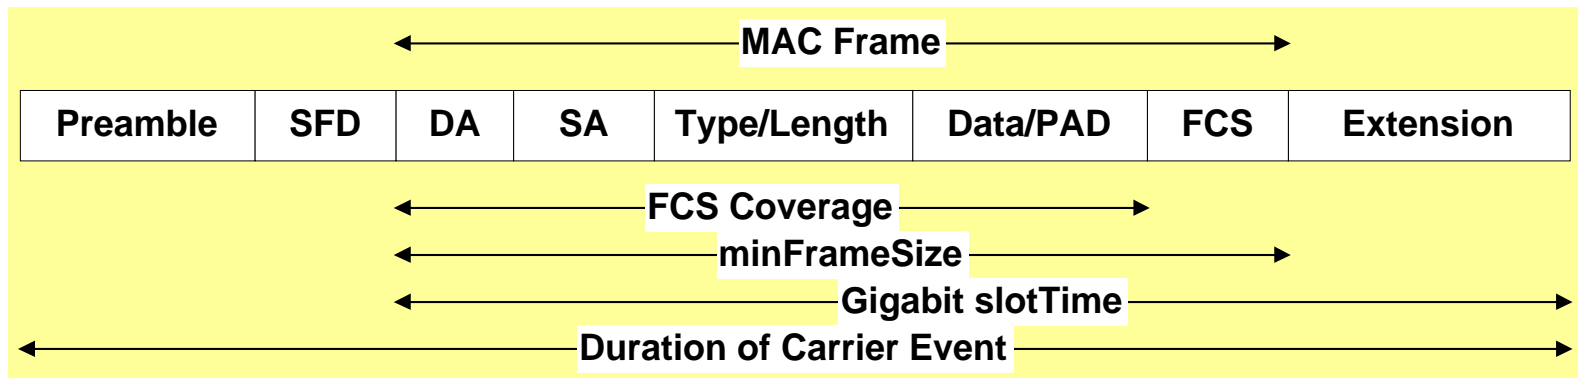 MAC Frame
Preamble SFD DA SA Type/Length Data/PAD FCS Extension
FCS Coverage
minFrameSize
Gigabit slotTime
Duration of Carrier Event